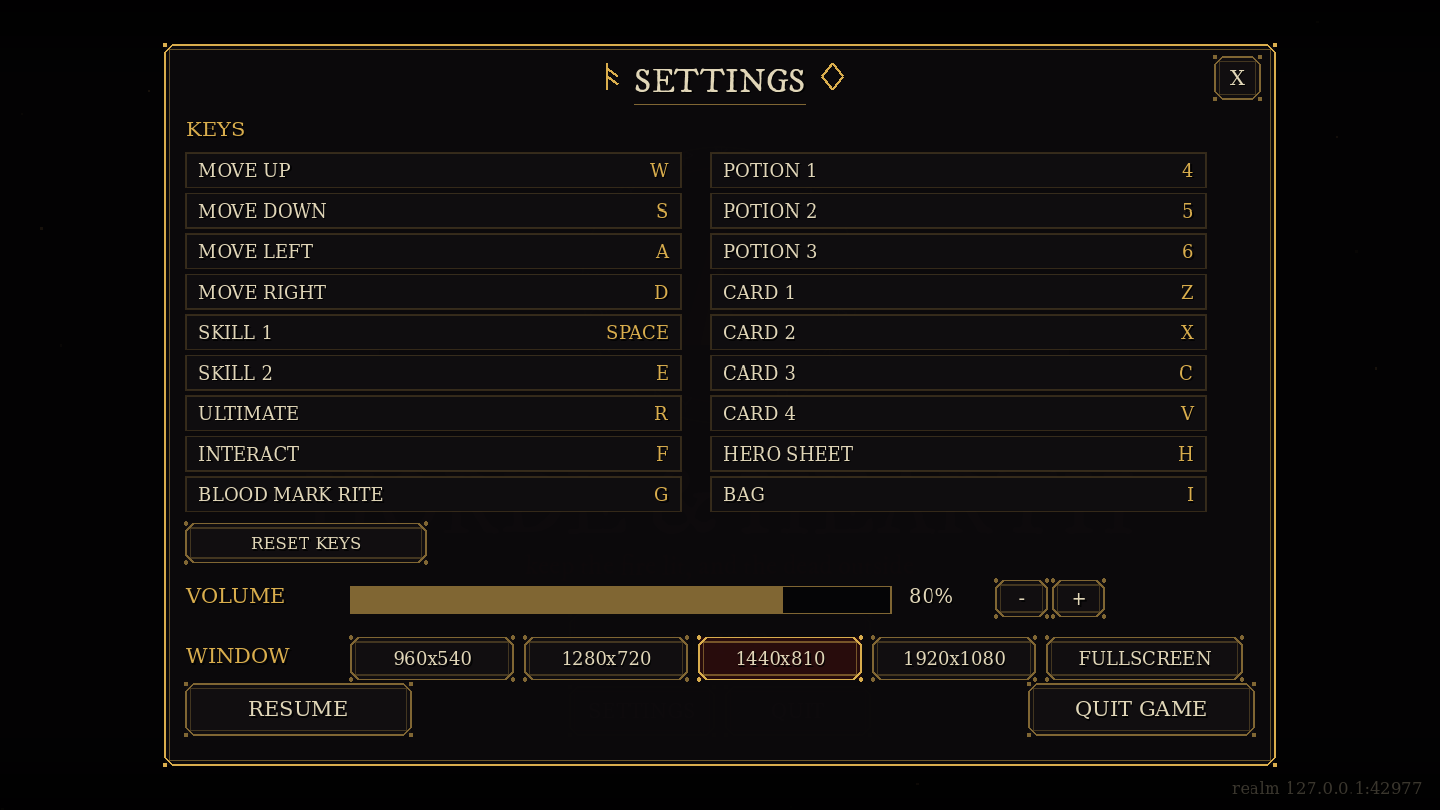 SETTINGS
X
KEYS
MOVE UP W
MOVE DOWN S
MOVE LEFT A
MOVE RIGHT D
SKILL 1 SPACE
SKILL 2 E
ULTIMATE R
INTERACT F
BLOOD MARK RITE G
POTION 1 4
POTION 2 5
POTION 3 6
CARD 1 Z
CARD 2 X
CARD 3 C
CARD 4 V
HERO SHEET H
BAG I
RESET KEYS
VOLUME 80% - +
WINDOW 960x540 1280x720 1440x810 1920x1080 FULLSCREEN
RESUME QUIT GAME
realm 127.0.0.1:42977